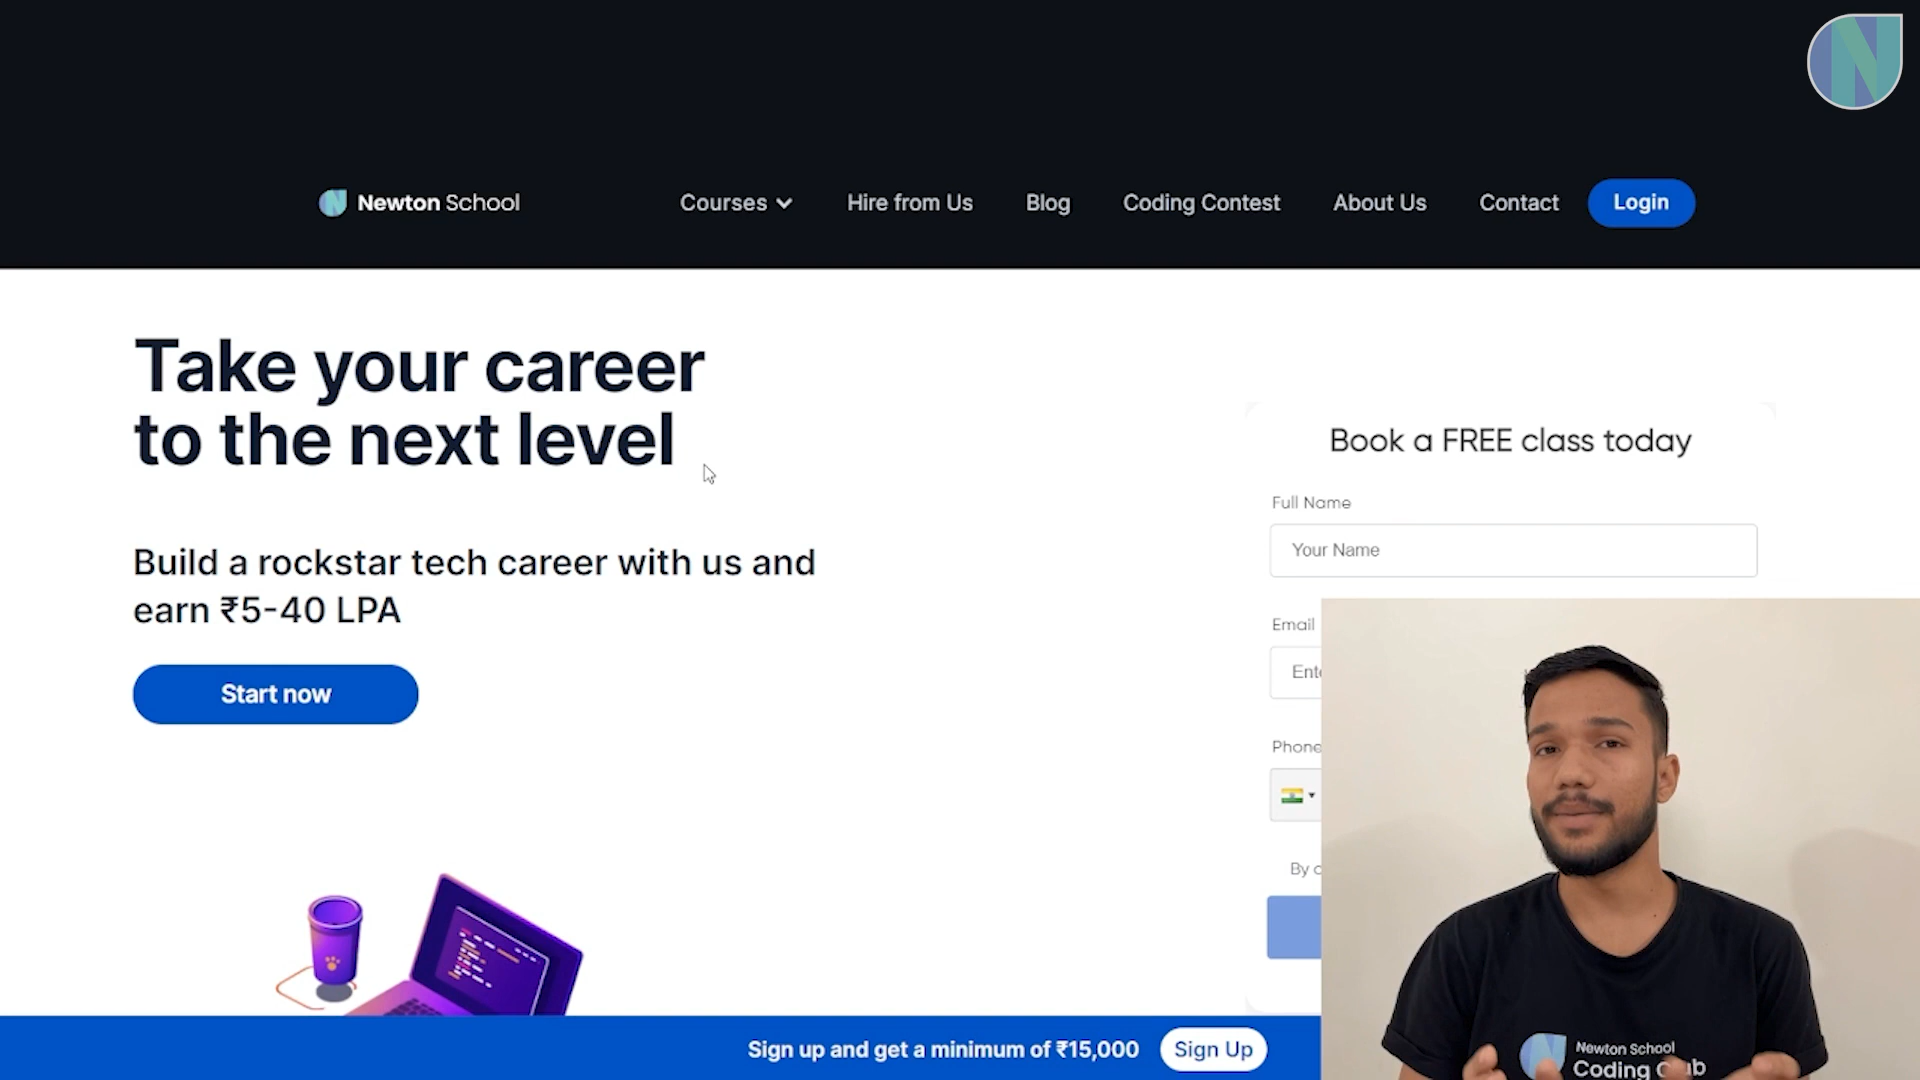 Newton School
Courses
Hire from Us
Blog
Coding Contest
About Us
Contact
Login
Take your career
to the next level
Build a rockstar tech career with us and
earn ₹5-40 LPA
Start now
Book a FREE class today
Full Name
Your Name
Email
Phone
Sign up and get a minimum of ₹15,000
Sign Up
Newton School
Coding Club